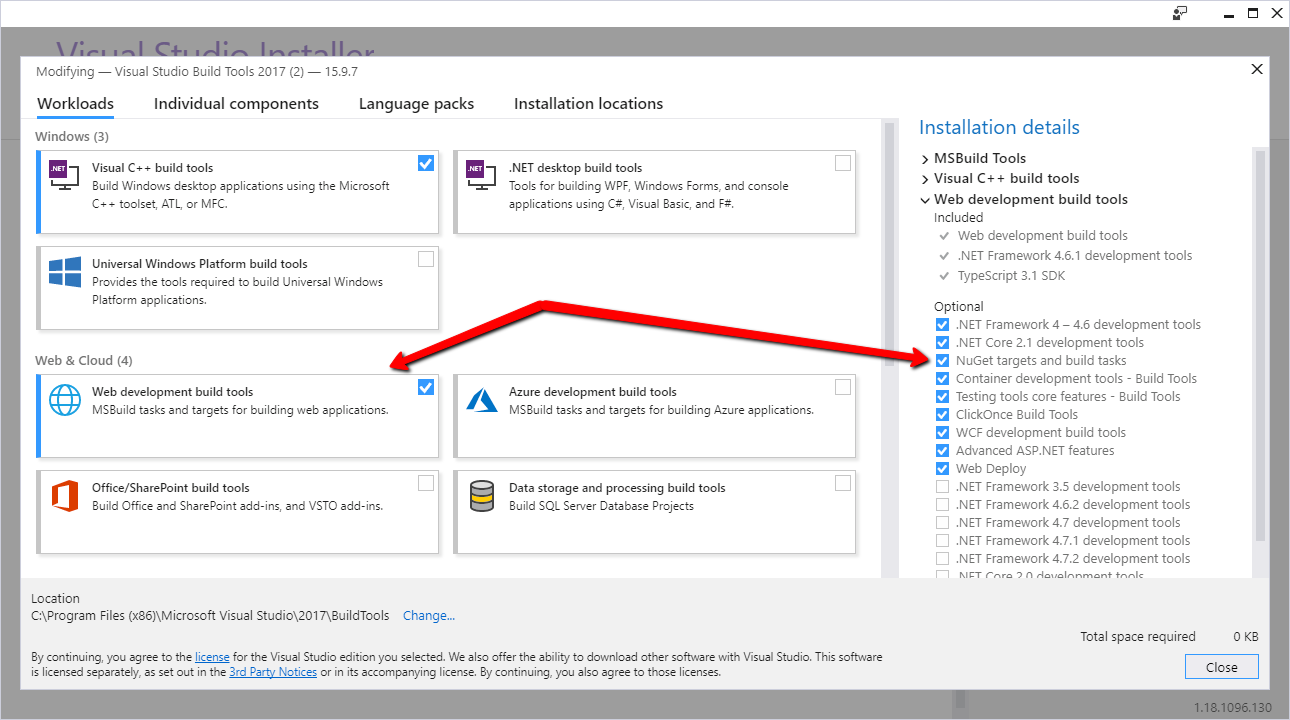 Visual Studio Installer
Modifying — Visual Studio Build Tools 2017 (2) — 15.9.7
Workloads
Individual components
Language packs
Installation locations
Windows (3)
.NET
Visual C++ build tools
Build Windows desktop applications using the Microsoft
C++ toolset, ATL, or MFC.
.NET
.NET desktop build tools
Tools for building WPF, Windows Forms, and console
applications using C#, Visual Basic, and F#.
Universal Windows Platform build tools
Provides the tools required to build Universal Windows
Platform applications.
Web & Cloud (4)
Web development build tools
MSBuild tasks and targets for building web applications.
Azure development build tools
MSBuild tasks and targets for building Azure applications.
Office/SharePoint build tools
Build Office and SharePoint add-ins, and VSTO add-ins.
Data storage and processing build tools
Build SQL Server Database Projects
Installation details
MSBuild Tools
Visual C++ build tools
Web development build tools
Included
Web development build tools
.NET Framework 4.6.1 development tools
TypeScript 3.1 SDK
Optional
.NET Framework 4 – 4.6 development tools
.NET Core 2.1 development tools
NuGet targets and build tasks
Container development tools - Build Tools
Testing tools core features - Build Tools
ClickOnce Build Tools
WCF development build tools
Advanced ASP.NET features
Web Deploy
.NET Framework 3.5 development tools
.NET Framework 4.6.2 development tools
.NET Framework 4.7 development tools
.NET Framework 4.7.1 development tools
.NET Framework 4.7.2 development tools
.NET Core 2.0 development tools
Location
C:\Program Files (x86)\Microsoft Visual Studio\2017\BuildTools Change...
By continuing, you agree to the license for the Visual Studio edition you selected. We also offer the ability to download other software with Visual Studio. This software
is licensed separately, as set out in the 3rd Party Notices or in its accompanying license. By continuing, you also agree to those licenses.
Total space required 0 KB
Close
1.18.1096.130